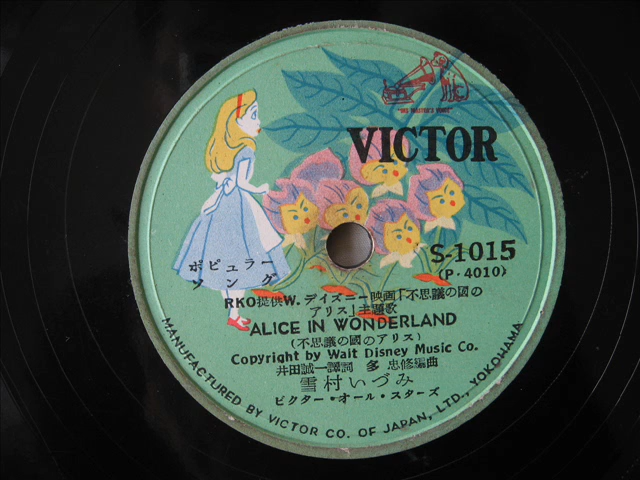 "HIS MASTER'S VOICE"
VICTOR
S-1015
(P・4010)
ポピュラー
ソング
RKO提供W.ディズニー映画「不思議の國の
アリス」主題歌
ALICE IN WONDERLAND
(不思議の國のアリス)
Copyright by Walt Disney Music Co.
井田誠一譯詞 多 忠修編曲
雪村いづみ
ビクター・オール・スターズ
MANUFACTURED BY VICTOR CO. OF JAPAN, LTD., YOKOHAMA